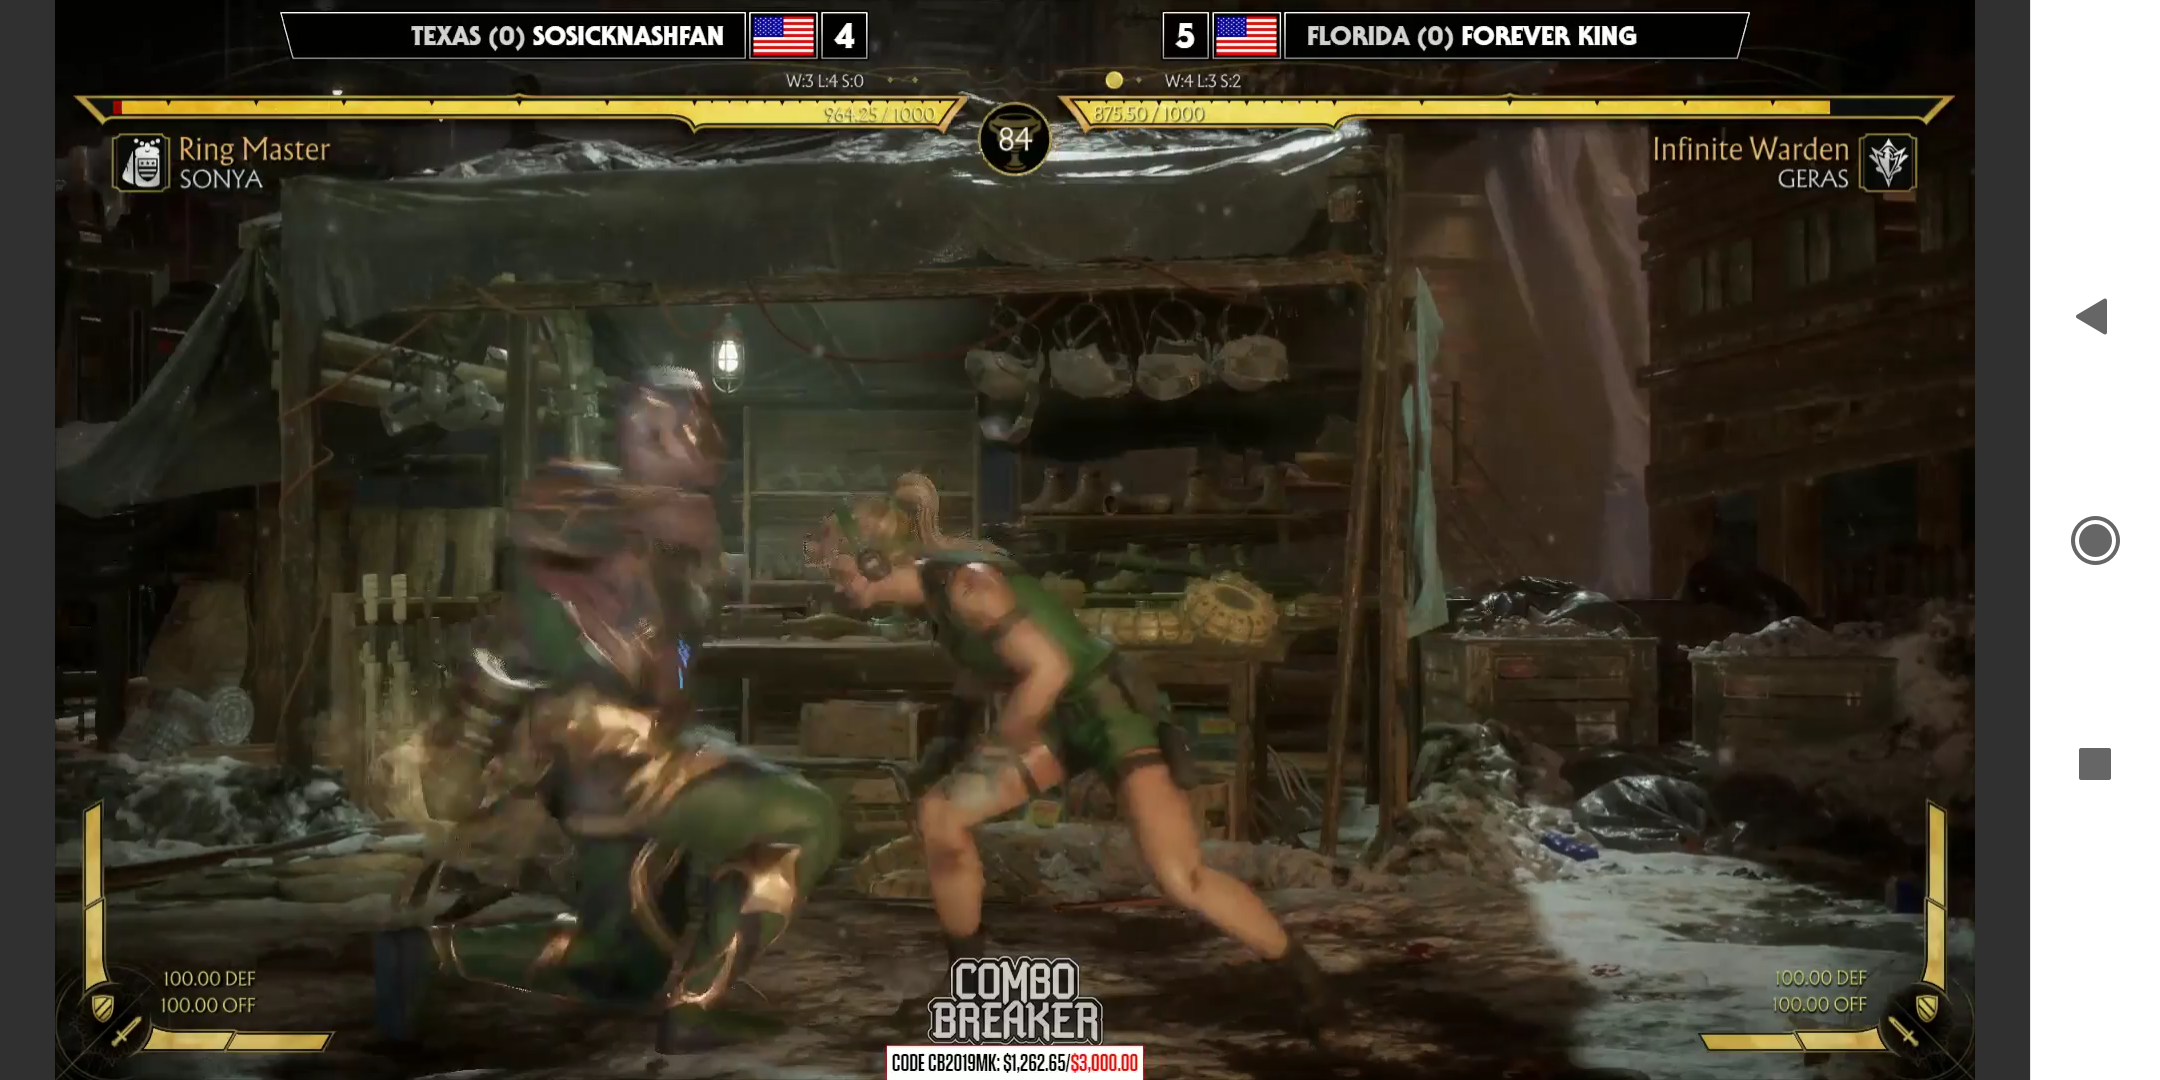 TEXAS (0) SOSICKNASHFAN 4
5 FLORIDA (0) FOREVER KING
W:3 L:4 S:0
W:4 L:3 S:2
964.25 / 1000
875.50 / 1000
84
Ring Master
SONYA
Infinite Warden
GERAS
100.00 DEF
100.00 OFF
100.00 DEF
100.00 OFF
COMBO
BREAKER
CODE CB2019MK: $1,262.65/$3,000.00